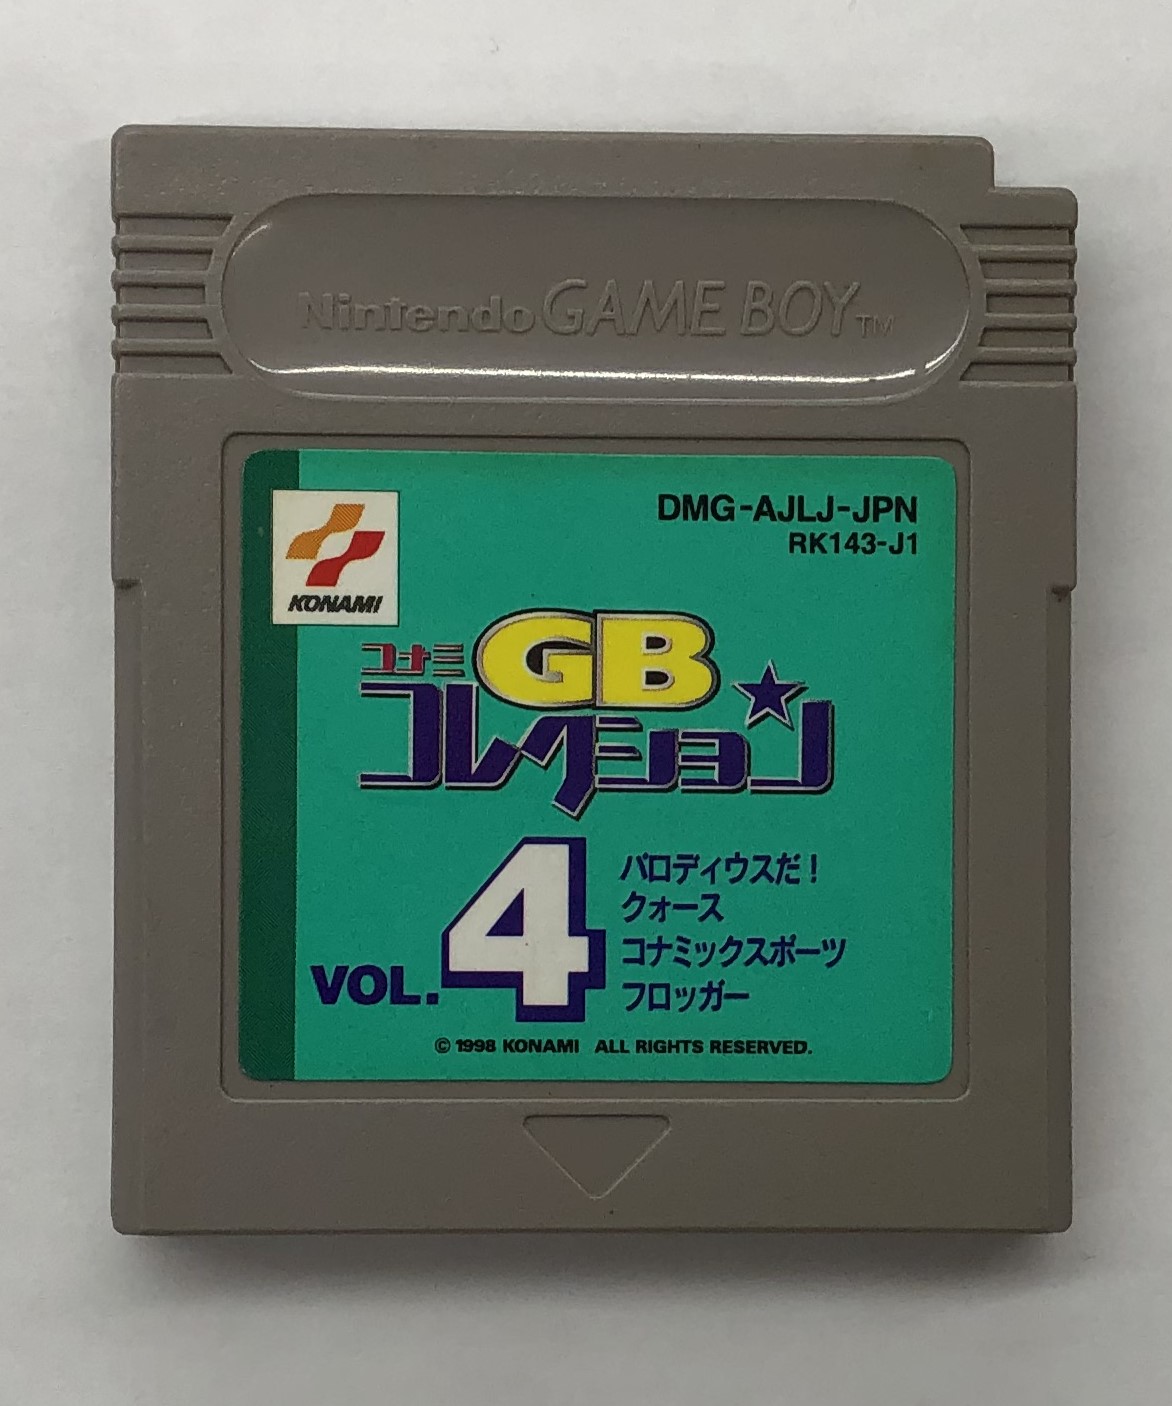 Nintendo GAME BOY TM
DMG-AJLJ-JPN
RK143-J1
KONAMI
コナミ GB
コレクション
VOL.4
パロディウスだ！
クォース
コナミックスポーツ
フロッガー
© 1998 KONAMI ALL RIGHTS RESERVED.